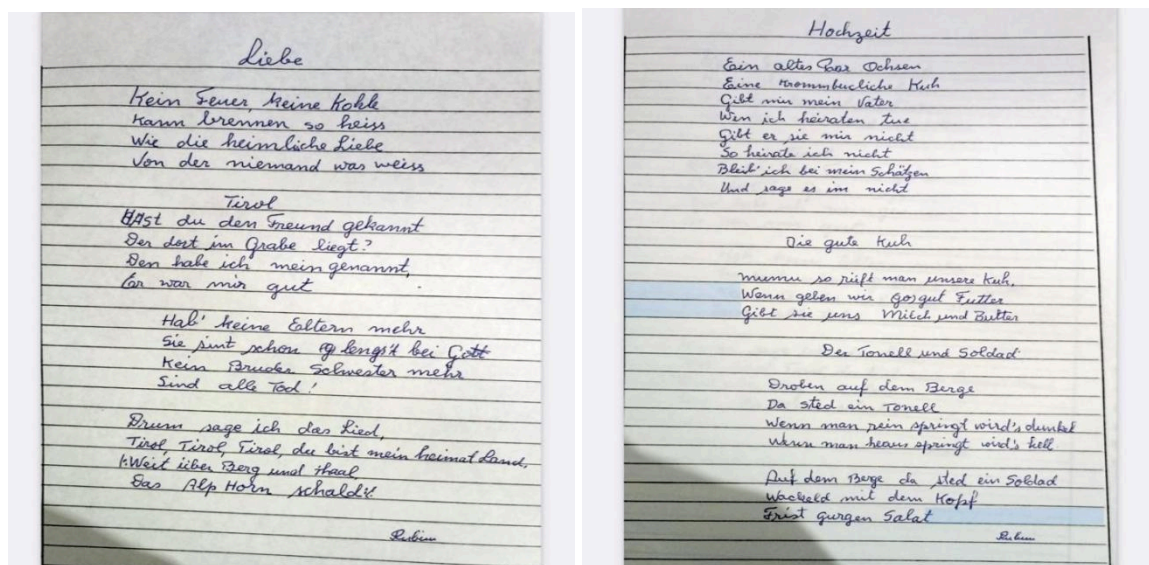 Liebe
Kein Feuer, keine Kohle
Kann brennen so heiss
Wie die heimliche Liebe
Von der niemand was weiss
Tirol
HAst du den Freund gekannt
Der dort im Grabe liegt?
Den habe ich mein genannt,
Er war mir gut
Hab' keine Eltern mehr
Sie sint schon lengst bei Gott
Kein Bruder Schwester mehr
Sind alle Tod!
Drum sage ich das Lied,
Tirol, Tirol, Tirol, du bist mein heimat Land,
Weit über Berg und Thaal
Das Alp Horn schald
Rubin
Hochzeit
Ein altes Par Ochsen
Eine krommbucliche Kuh
Gibt mir mein Vater
Wen ich heiraten tue
Gibt er sie mir nicht
So heirate ich nicht
Bleib' ich bei mein Schätzen
Und sage es im nicht
Die gute Kuh
Mumu so rüft man unsere Kuh,
Wenn geben wir gut Futter
Gibt sie uns Milch und Butter
Der Tonell und Soldad
Droben auf dem Berge
Da sted ein Tonell
Wenn man rein springt wird's dunkel
Wenn man heraus springt wird's hell
Auf dem Berge da sted ein Soldad
Wackeld mit dem Kopf
Frist gurgen Salat
Rubin